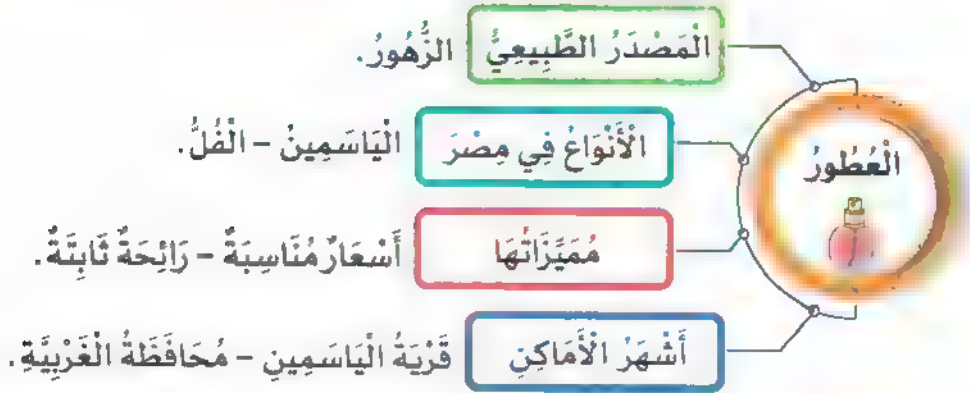 الْعُطُورُ
الْمَصْدَرُ الطَّبِيعِيُّ الزُّهُورُ.
الْأَنْوَاعُ فِي مِصْرَ الْيَاسَمِينُ – الْفُلُّ.
مُمَيِّزَاتُهَا أَسْعَارٌ مُنَاسِبَةٌ – رَائِحَةٌ ثَابِتَةٌ.
أَشْهَرُ الْأَمَاكِنِ قَرْيَةُ الْيَاسَمِينِ – مُحَافَظَةُ الْغَرْبِيَّةِ.